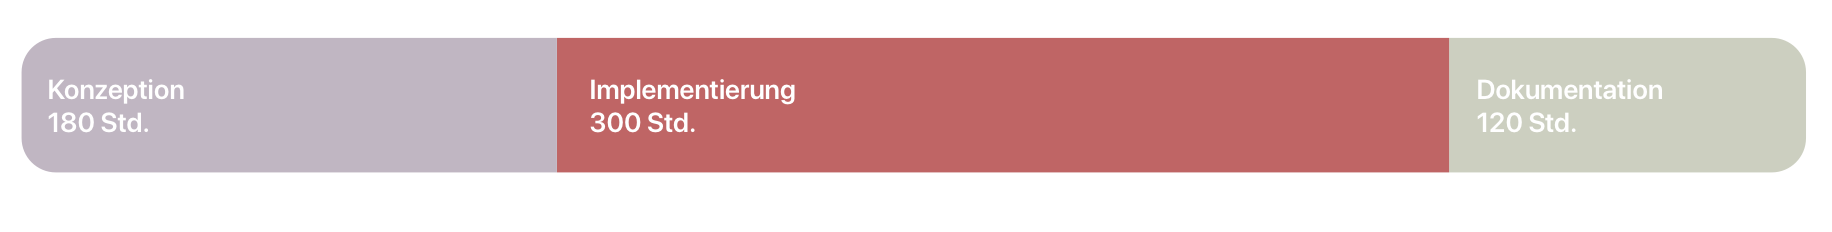 Konzeption
180 Std.
Implementierung
300 Std.
Dokumentation
120 Std.